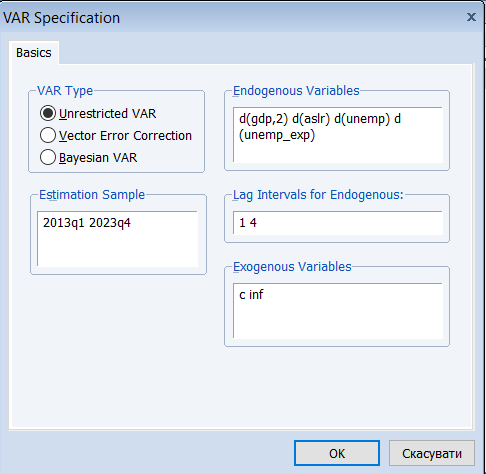 VAR Specification
x
Basics
VAR Type
Unrestricted VAR
Vector Error Correction
Bayesian VAR
Estimation Sample
2013q1 2023q4
Endogenous Variables
d(gdp,2) d(aslr) d(unemp) d
(unemp_exp)
Lag Intervals for Endogenous:
1 4
Exogenous Variables
c inf
OK
Скасувати